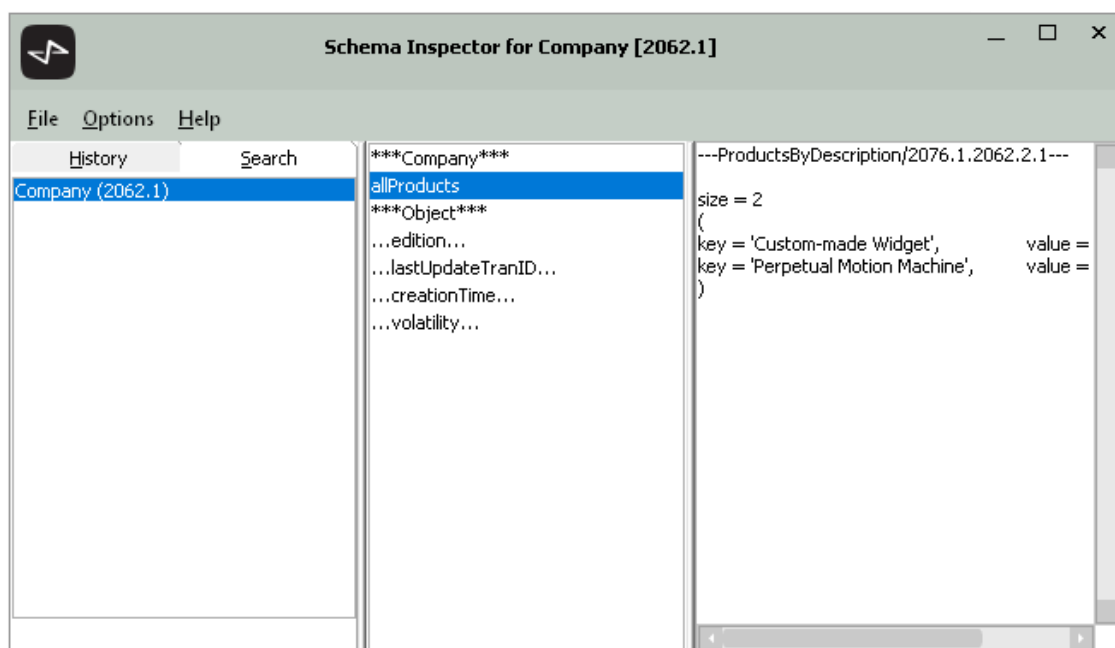 Schema Inspector for Company [2062.1]
File Options Help
History Search
Company (2062.1)
***Company***
allProducts
***Object***
...edition...
...lastUpdateTranID...
...creationTime...
...volatility...
---ProductsByDescription/2076.1.2062.2.1---
size = 2
(
key = 'Custom-made Widget', value =
key = 'Perpetual Motion Machine', value =
)